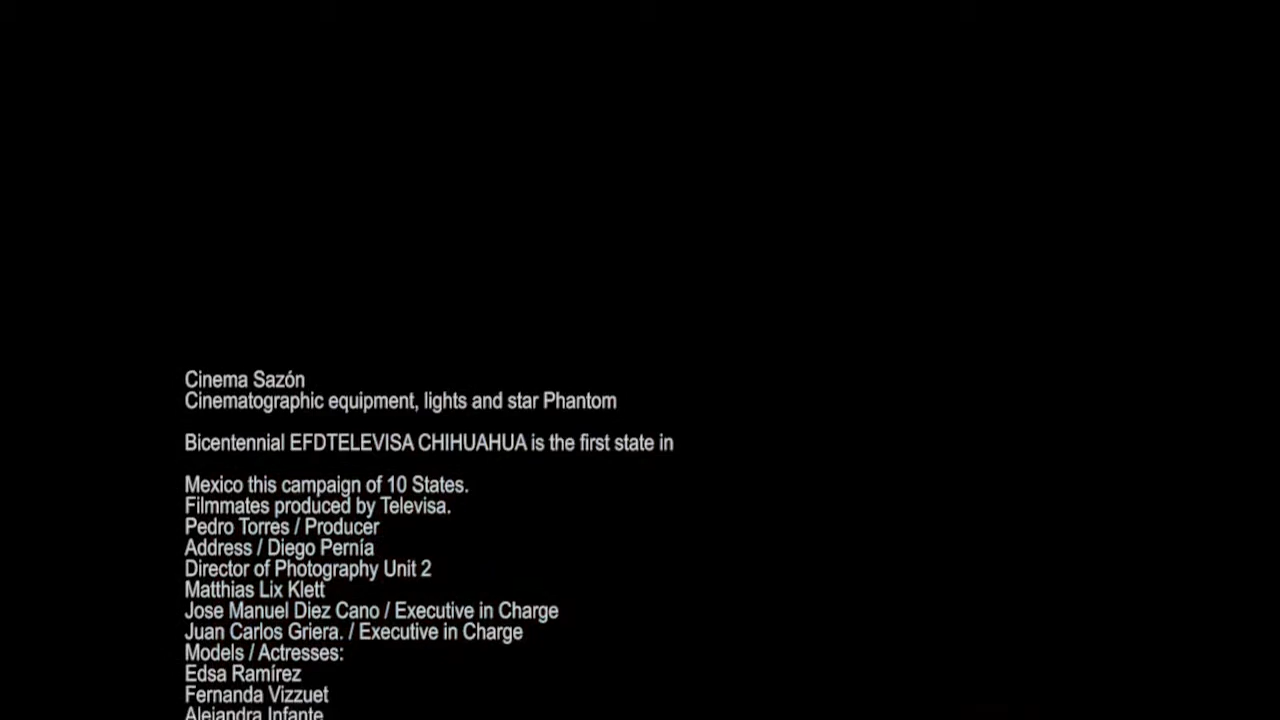 Cinema Sazón
Cinematographic equipment, lights and star Phantom
Bicentennial EFDTELEVISA CHIHUAHUA is the first state in
Mexico this campaign of 10 States.
Filmmates produced by Televisa.
Pedro Torres / Producer
Address / Diego Pernía
Director of Photography Unit 2
Matthias Lix Klett
Jose Manuel Diez Cano / Executive in Charge
Juan Carlos Griera. / Executive in Charge
Models / Actresses:
Edsa Ramírez
Fernanda Vizzuet
Alejandra Infante